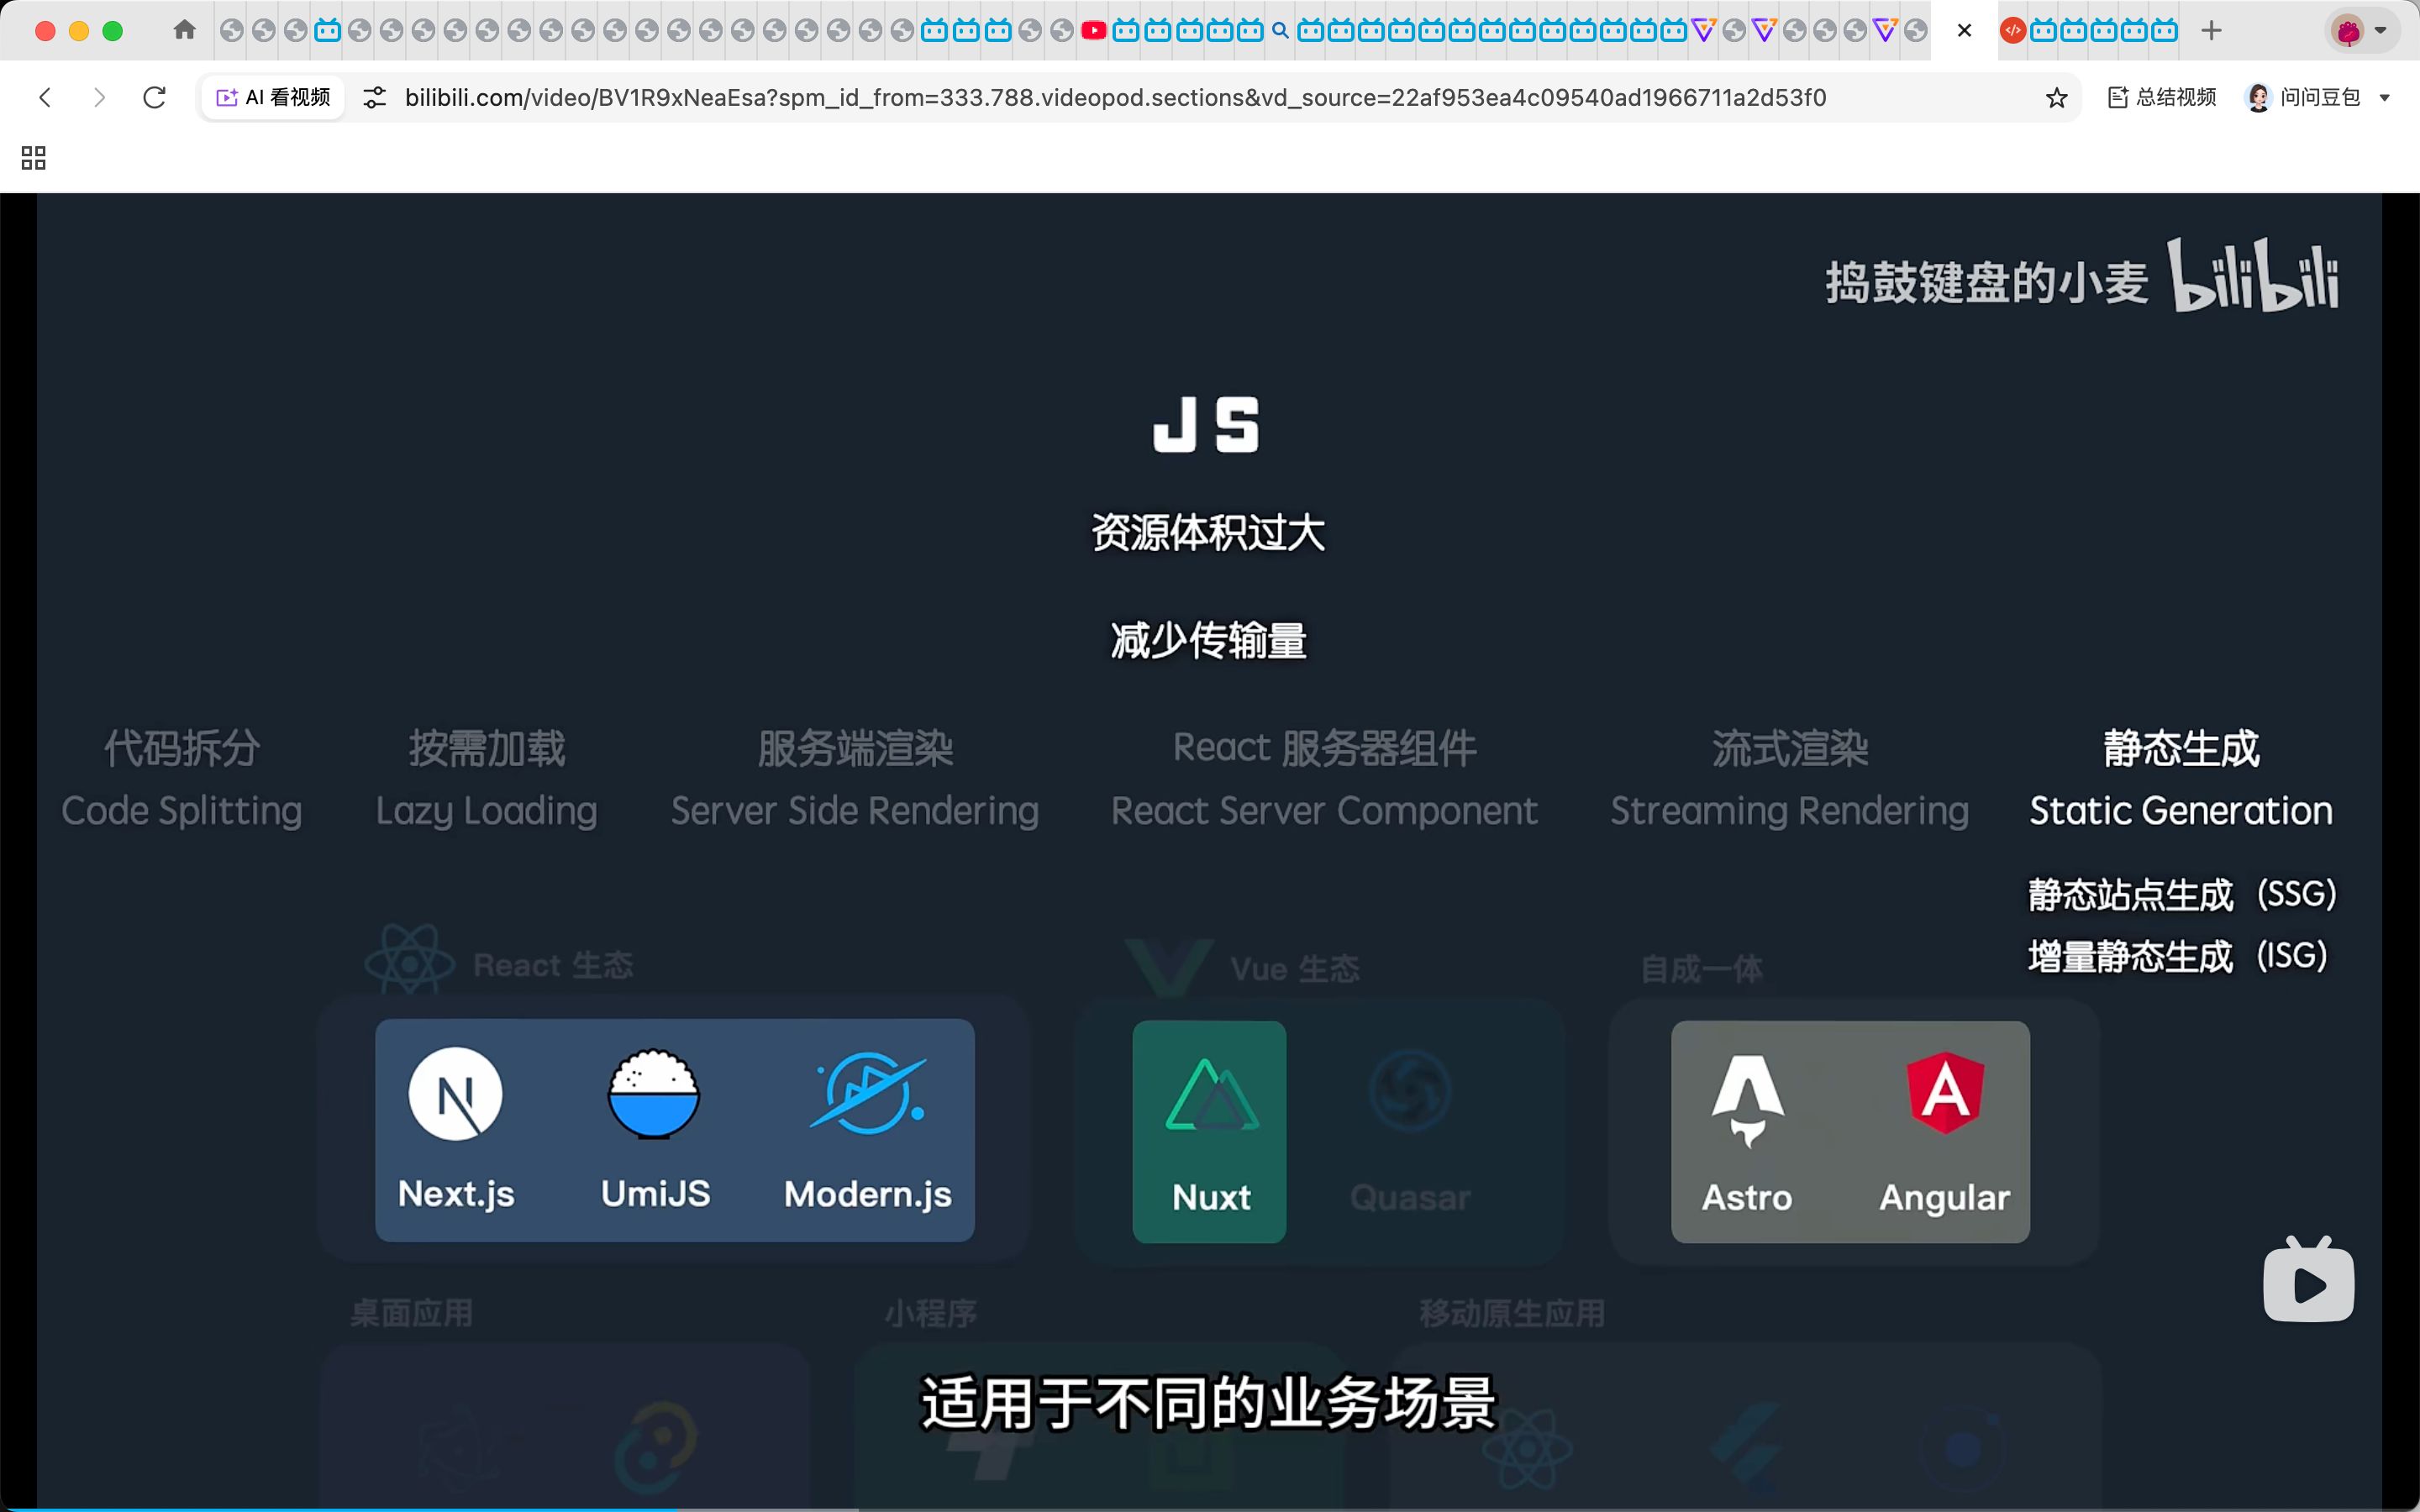 AI 看视频
bilibili.com/video/BV1R9xNeaEsa?spm_id_from=333.788.videopod.sections&vd_source=22af953ea4c09540ad1966711a2d53f0
总结视频
问问豆包
捣鼓键盘的小麦 bilibili
JS
资源体积过大
减少传输量
代码拆分
Code Splitting
按需加载
Lazy Loading
服务端渲染
Server Side Rendering
React 服务器组件
React Server Component
流式渲染
Streaming Rendering
静态生成
Static Generation
静态站点生成（SSG）
增量静态生成（ISG）
React 生态
Next.js
UmiJS
Modern.js
Vue 生态
Nuxt
Quasar
自成一体
Astro
Angular
桌面应用
小程序
移动原生应用
适用于不同的业务场景